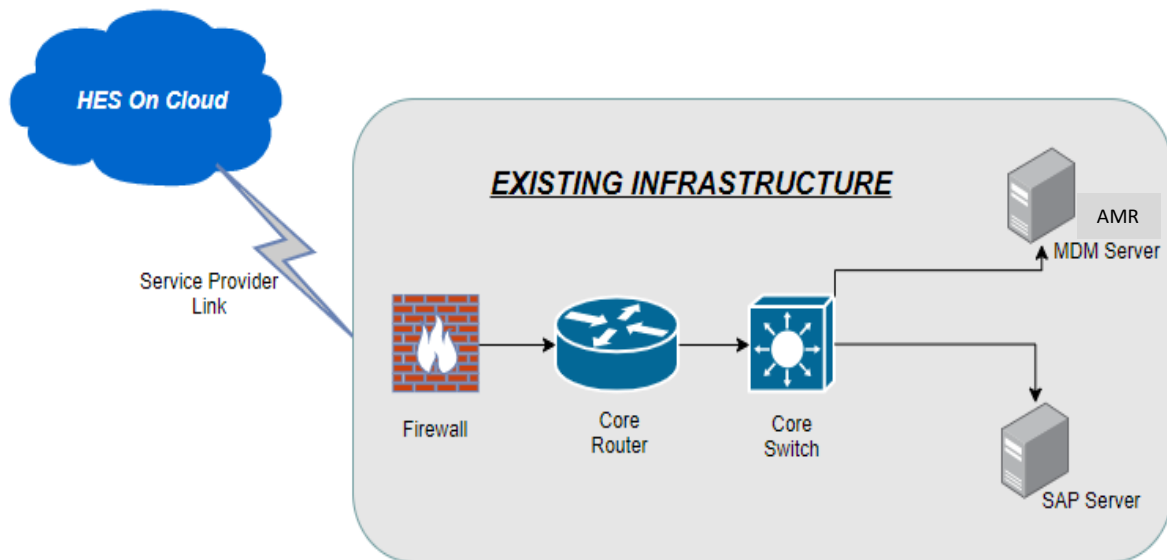 HES On Cloud
EXISTING INFRASTRUCTURE
AMR
MDM Server
Service Provider
Link
Firewall
Core
Router
Core
Switch
SAP Server